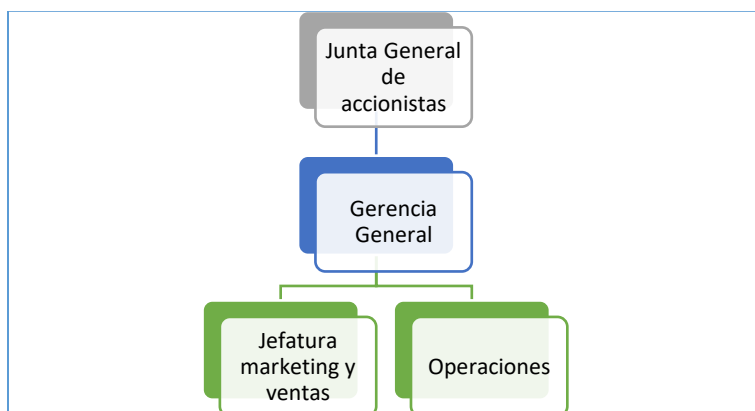 Junta General
de
accionistas
Gerencia
General
Jefatura
marketing y
ventas
Operaciones